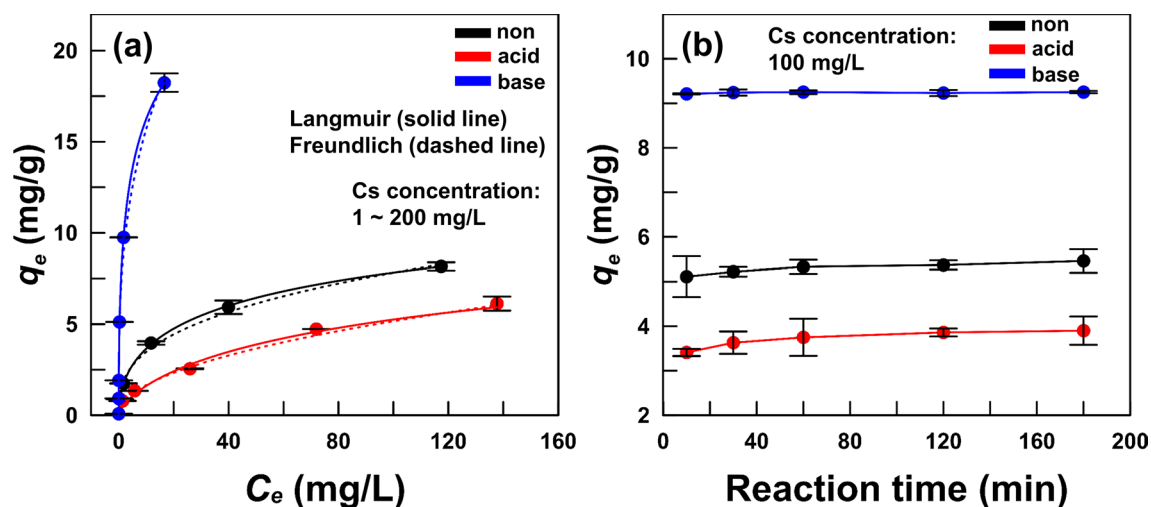 (a)
non
acid
base
Langmuir (solid line)
Freundlich (dashed line)
Cs concentration:
1 ~ 200 mg/L
20
15
10
5
0
qe (mg/g)
0
40
80
120
160
Ce (mg/L)
(b)
Cs concentration:
100 mg/L
non
acid
base
10
8
6
4
2
qe (mg/g)
0
40
80
120
160
200
Reaction time (min)